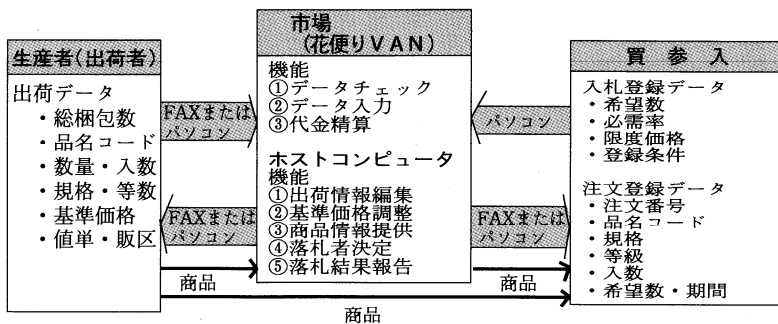 生産者(出荷者)
出荷データ
・総梱包数
・品名コード
・数量・入数
・規格・等数
・基準価格
・値単・販区
FAXまたは
パソコン
FAXまたは
パソコン
市場
(花便りVAN)
機能
①データチェック
②データ入力
③代金精算
ホストコンピュータ
機能
①出荷情報編集
②基準価格調整
③商品情報提供
④落札者決定
⑤落札結果報告
パソコン
FAXまたは
パソコン
買参入
入札登録データ
・希望数
・必需率
・限度価格
・登録条件
注文登録データ
・注文番号
・品名コード
・規格
・等級
・入数
・希望数・期間
商品
商品
商品